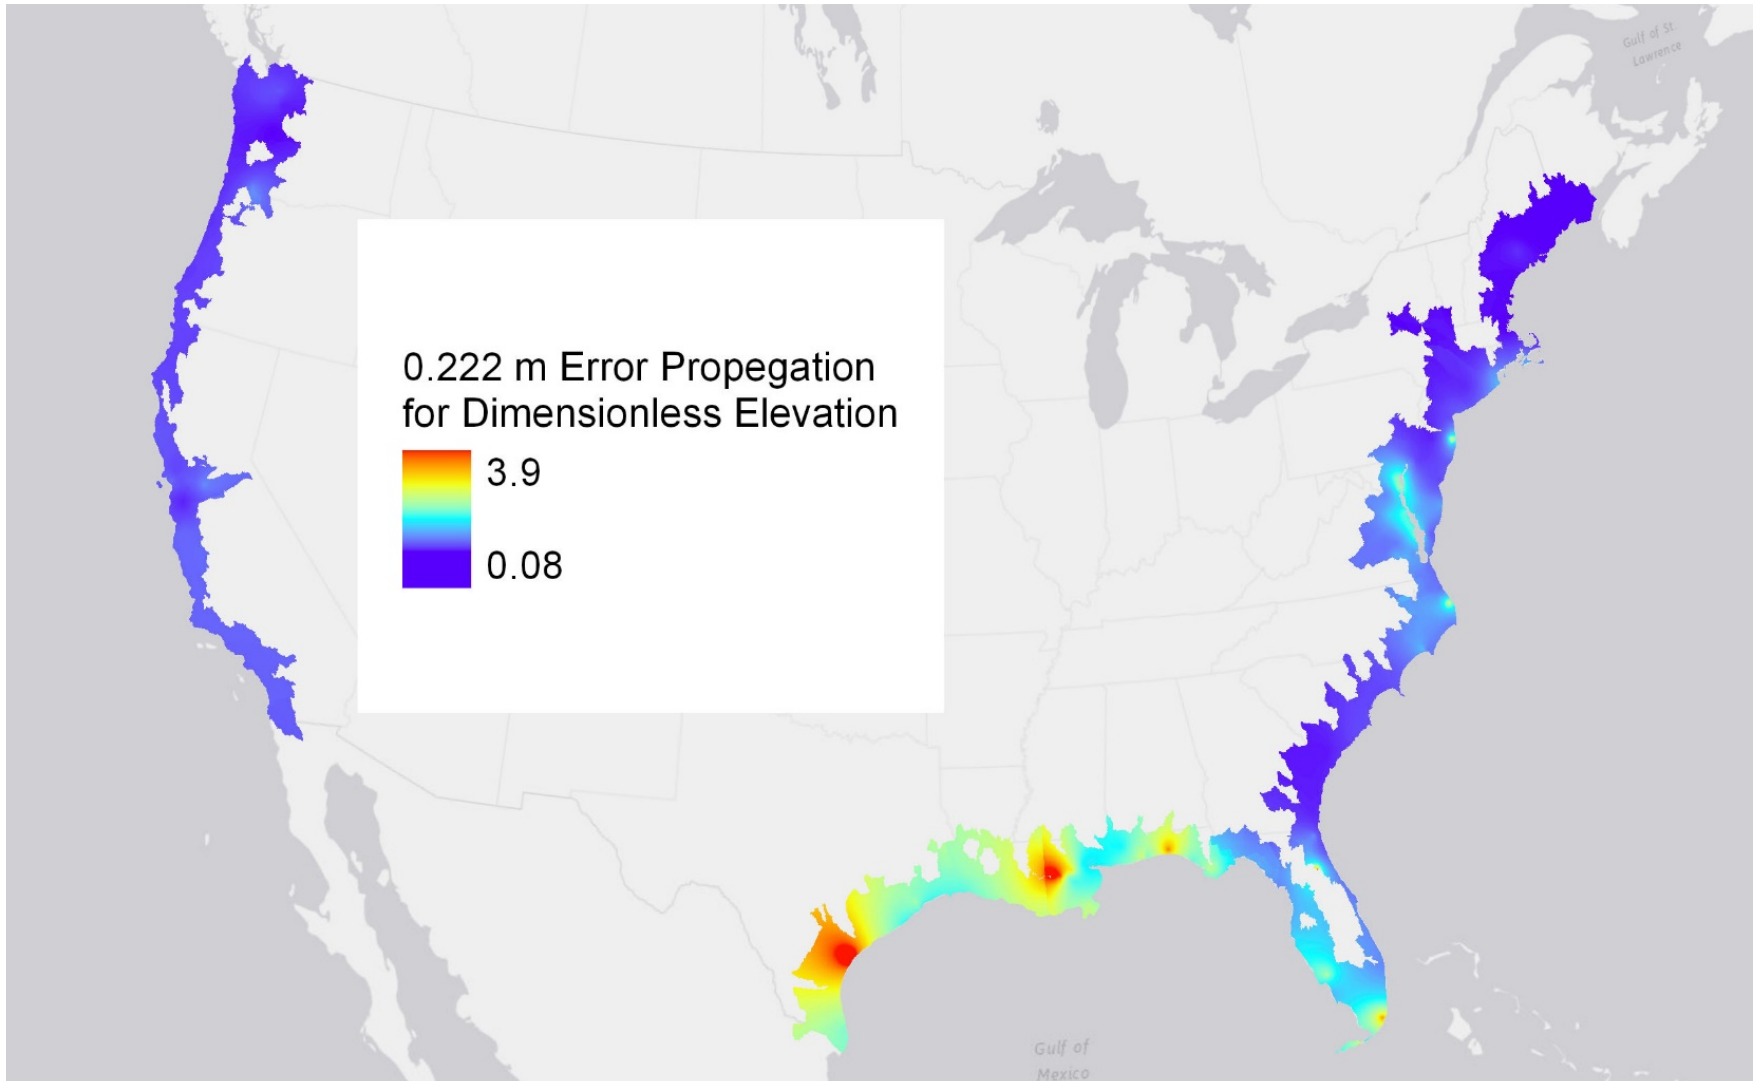 Gulf of St
Lawrence
0.222 m Error Propegation
for Dimensionless Elevation
3.9
0.08
Gulf of
Mexico